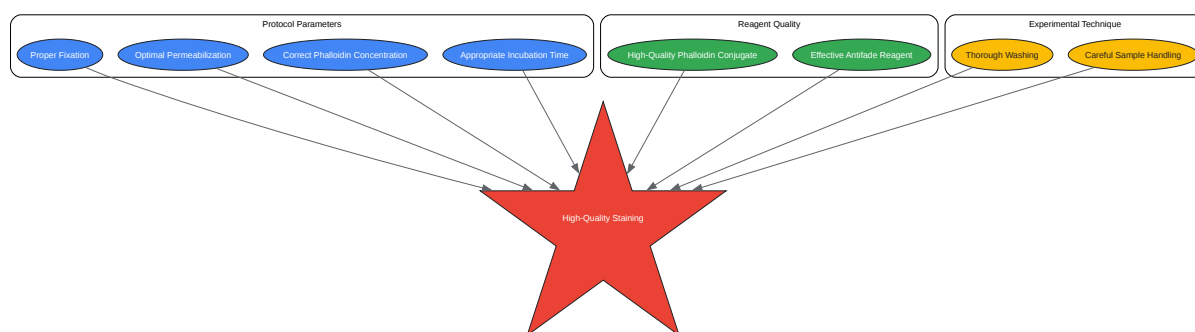 Protocol Parameters
Reagent Quality
Experimental Technique
Proper Fixation
Optimal Permeabilization
Correct Phalloidin Concentration
Appropriate Incubation Time
High-Quality Phalloidin Conjugate
Effective Antifade Reagent
Thorough Washing
Careful Sample Handling
High-Quality Staining